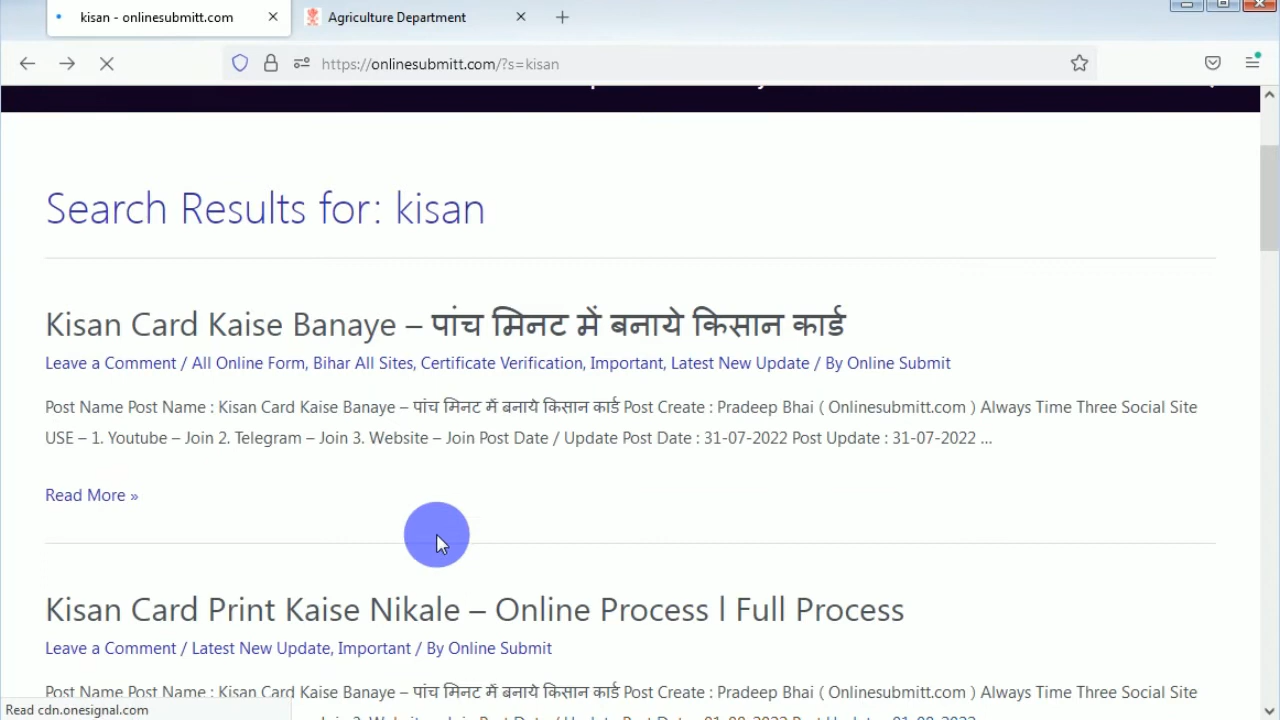 kisan - onlinesubmitt.com
Agriculture Department
https://onlinesubmitt.com/?s=kisan
Search Results for: kisan
Kisan Card Kaise Banaye – पांच मिनट में बनाये किसान कार्ड
Leave a Comment / All Online Form, Bihar All Sites, Certificate Verification, Important, Latest New Update / By Online Submit
Post Name Post Name : Kisan Card Kaise Banaye – पांच मिनट में बनाये किसान कार्ड Post Create : Pradeep Bhai ( Onlinesubmitt.com ) Always Time Three Social Site
USE – 1. Youtube – Join 2. Telegram – Join 3. Website – Join Post Date / Update Post Date : 31-07-2022 Post Update : 31-07-2022 ...
Read More »
Kisan Card Print Kaise Nikale – Online Process l Full Process
Leave a Comment / Latest New Update, Important / By Online Submit
Post Name Post Name : Kisan Card Kaise Banaye – पांच मिनट में बनाये किसान कार्ड Post Create : Pradeep Bhai ( Onlinesubmitt.com ) Always Time Three Social Site
Read cdn.onesignal.com